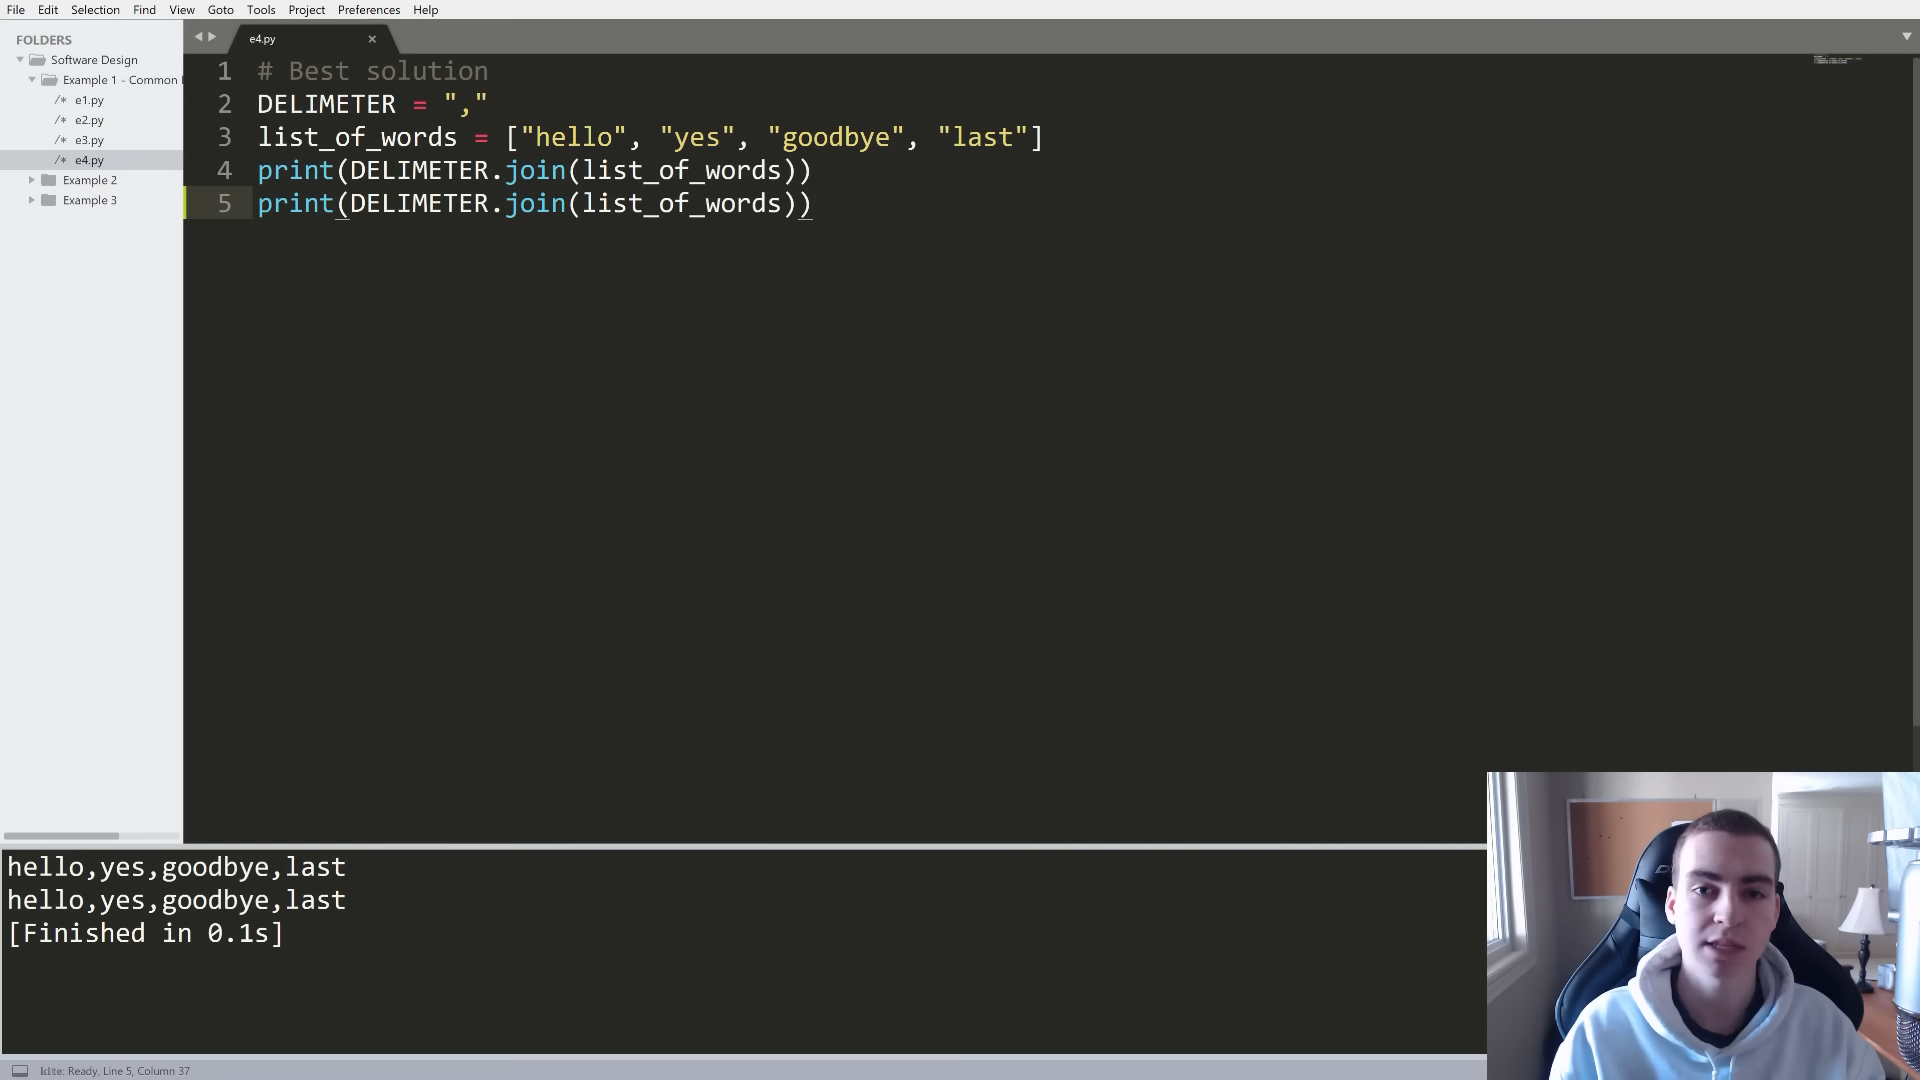 File Edit Selection Find View Goto Tools Project Preferences Help
FOLDERS
Software Design
Example 1 - Common
/* e1.py
/* e2.py
/* e3.py
/* e4.py
Example 2
Example 3
e4.py ×
1 # Best solution
2 DELIMETER = ","
3 list_of_words = ["hello", "yes", "goodbye", "last"]
4 print(DELIMETER.join(list_of_words))
5 print(DELIMETER.join(list_of_words))
hello,yes,goodbye,last
hello,yes,goodbye,last
[Finished in 0.1s]
kite: Ready, Line 5, Column 37